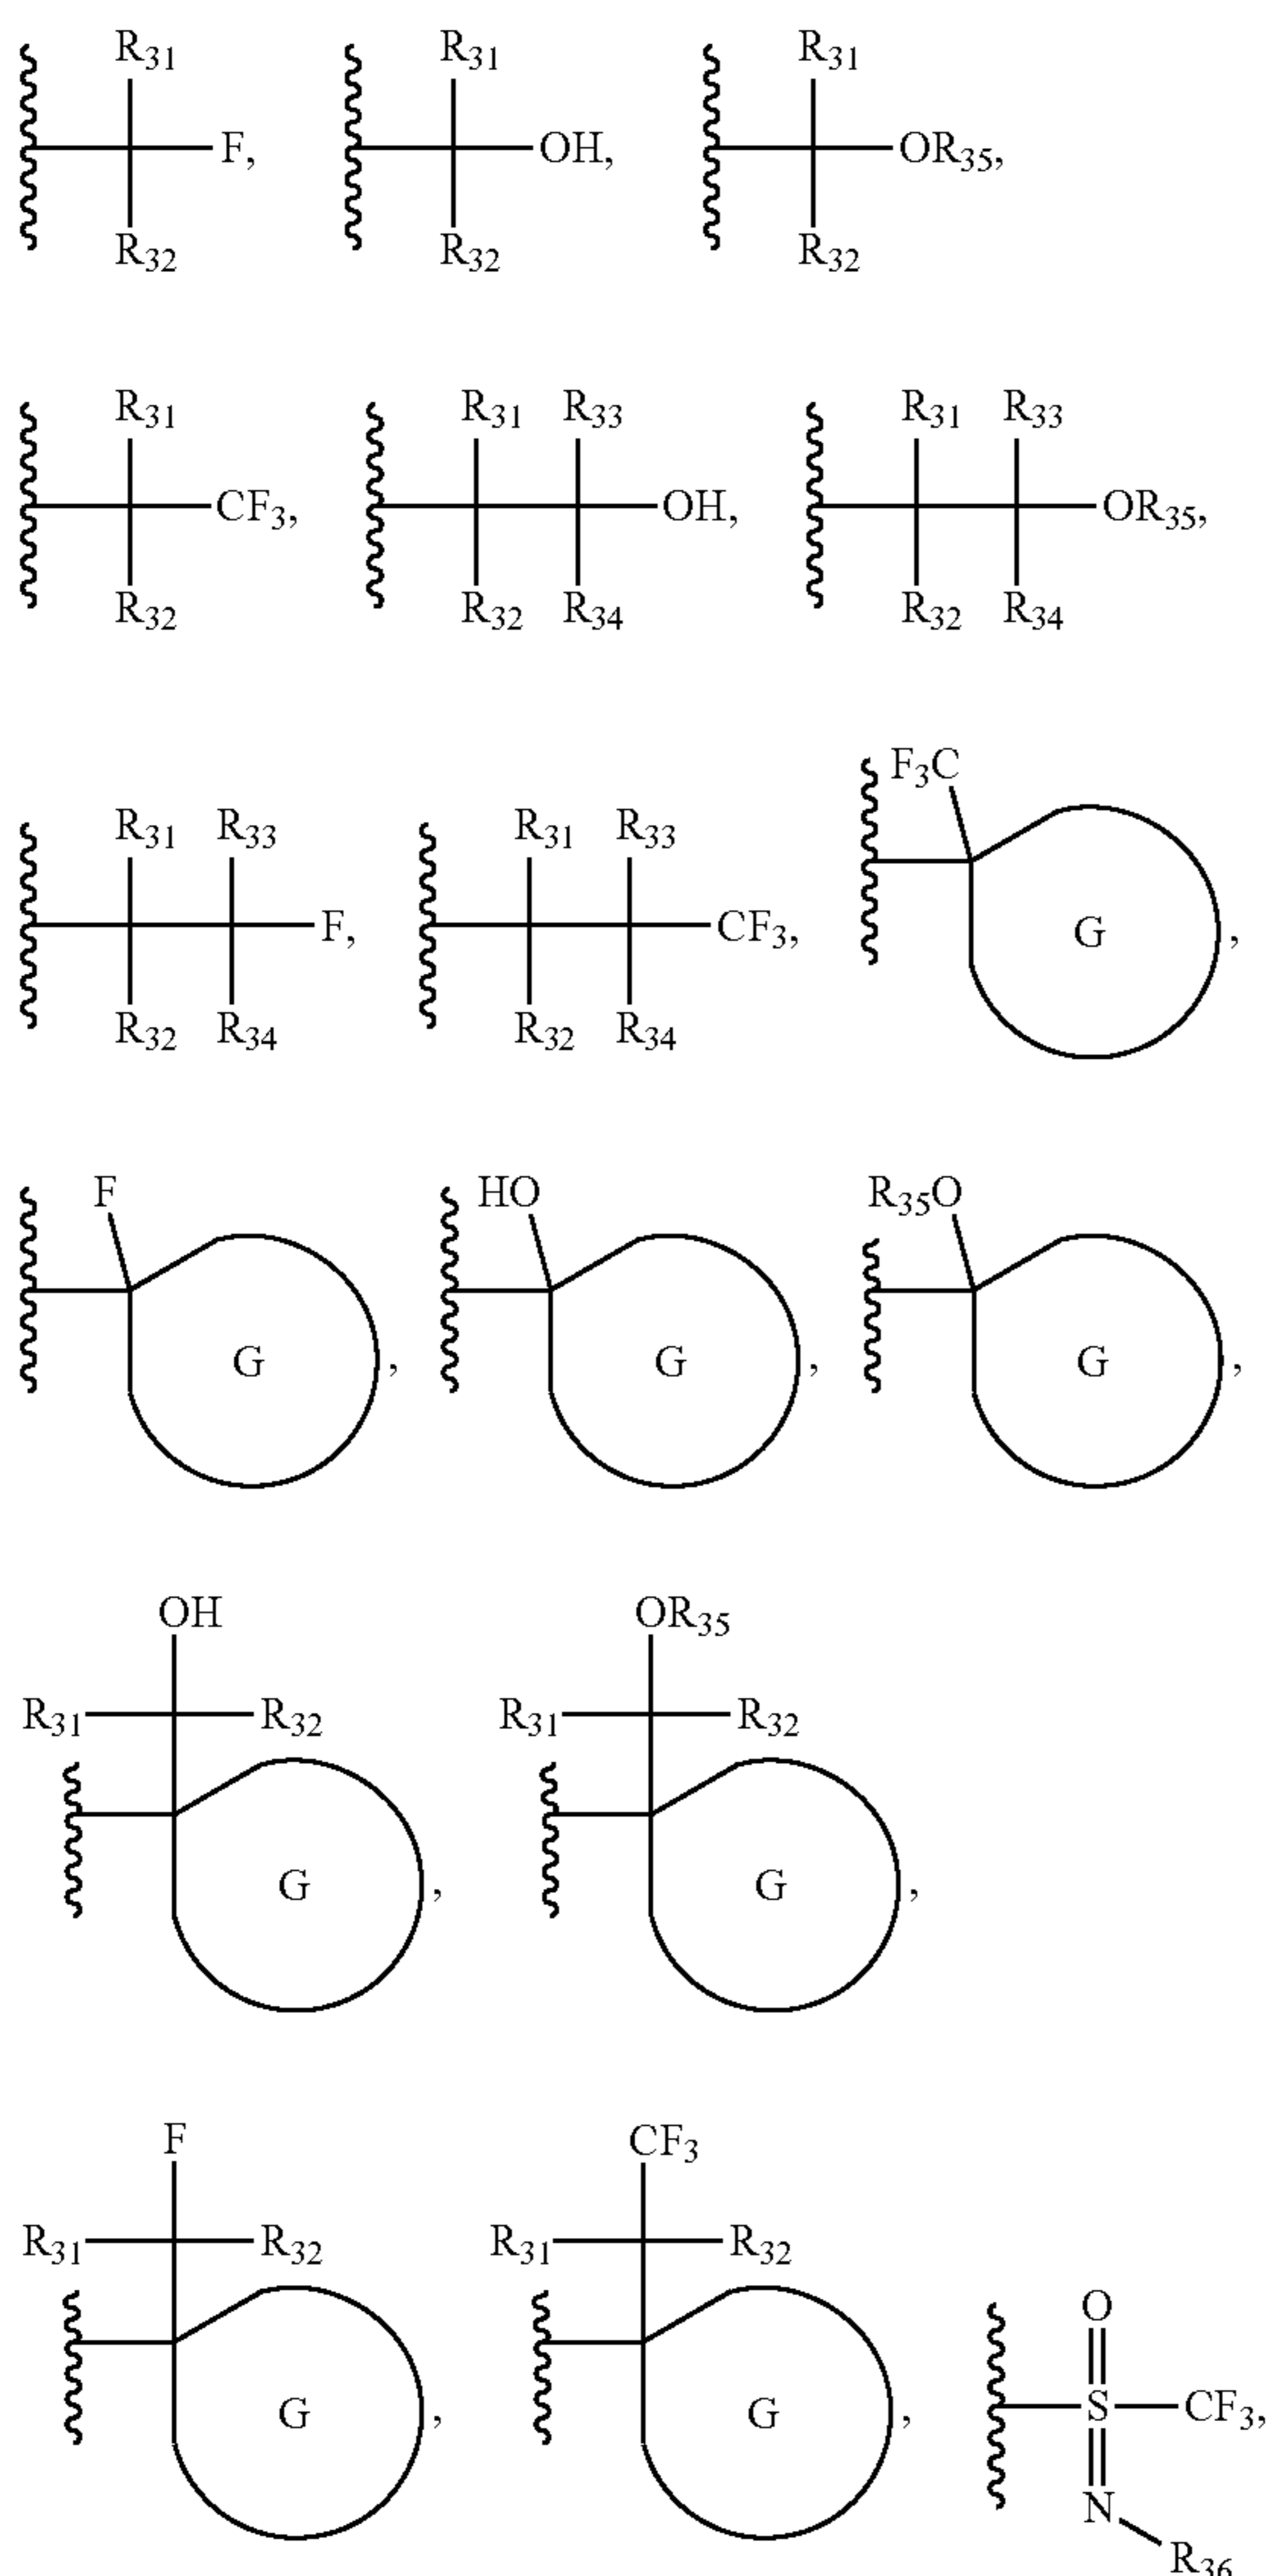 R31 R31 R31
F, OH, OR35,
R32 R32 R32
R31 R31 R33 R31 R33
CF3, OH, OR35,
R32 R32 R34 R32 R34
F3C
R31 R33 R31 R33
F, CF3, G,
R32 R34 R32 R34
F HO R35O
G, G, G,
OH OR35
R31 R32 R31 R32
G, G,
F CF3
R31 R32 R31 R32
O
G, G, S CF3,
N
R36